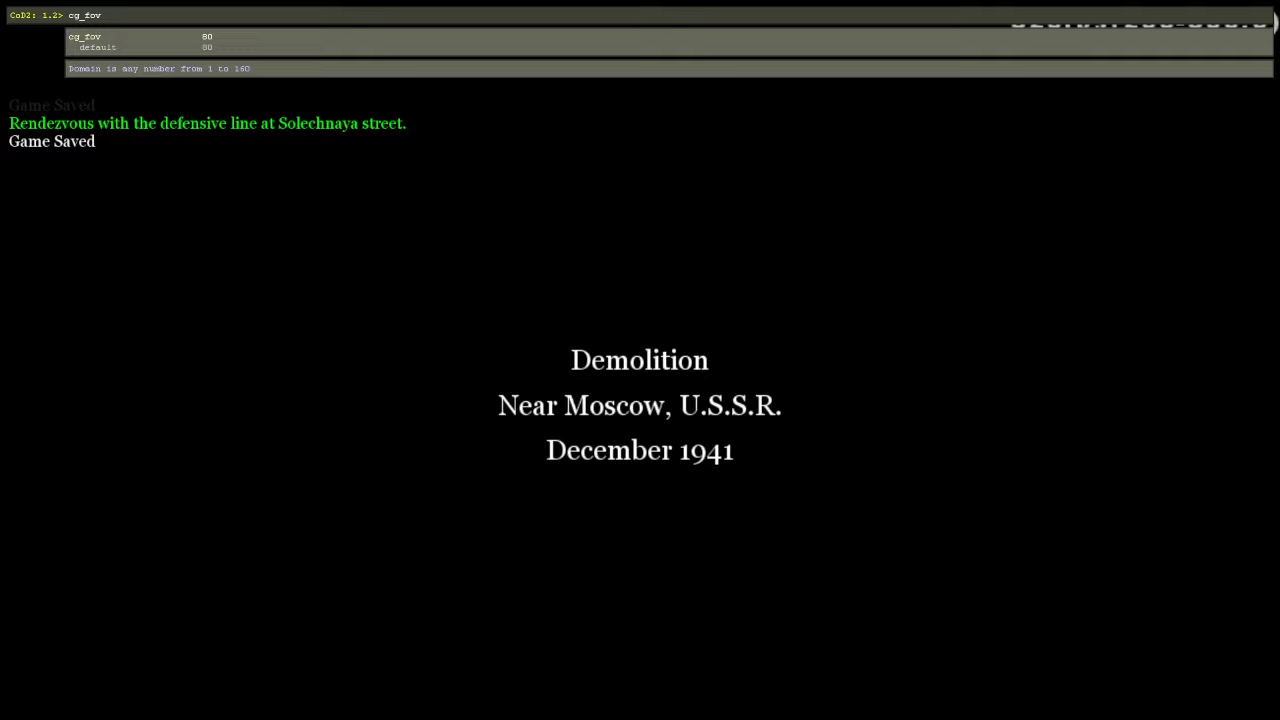 CoD2: 1.2> cg_fov
cg_fov 80
default 80
Domain is any number from 1 to 160
Game Saved
Rendezvous with the defensive line at Solechnaya street.
Game Saved
Demolition
Near Moscow, U.S.S.R.
December 1941